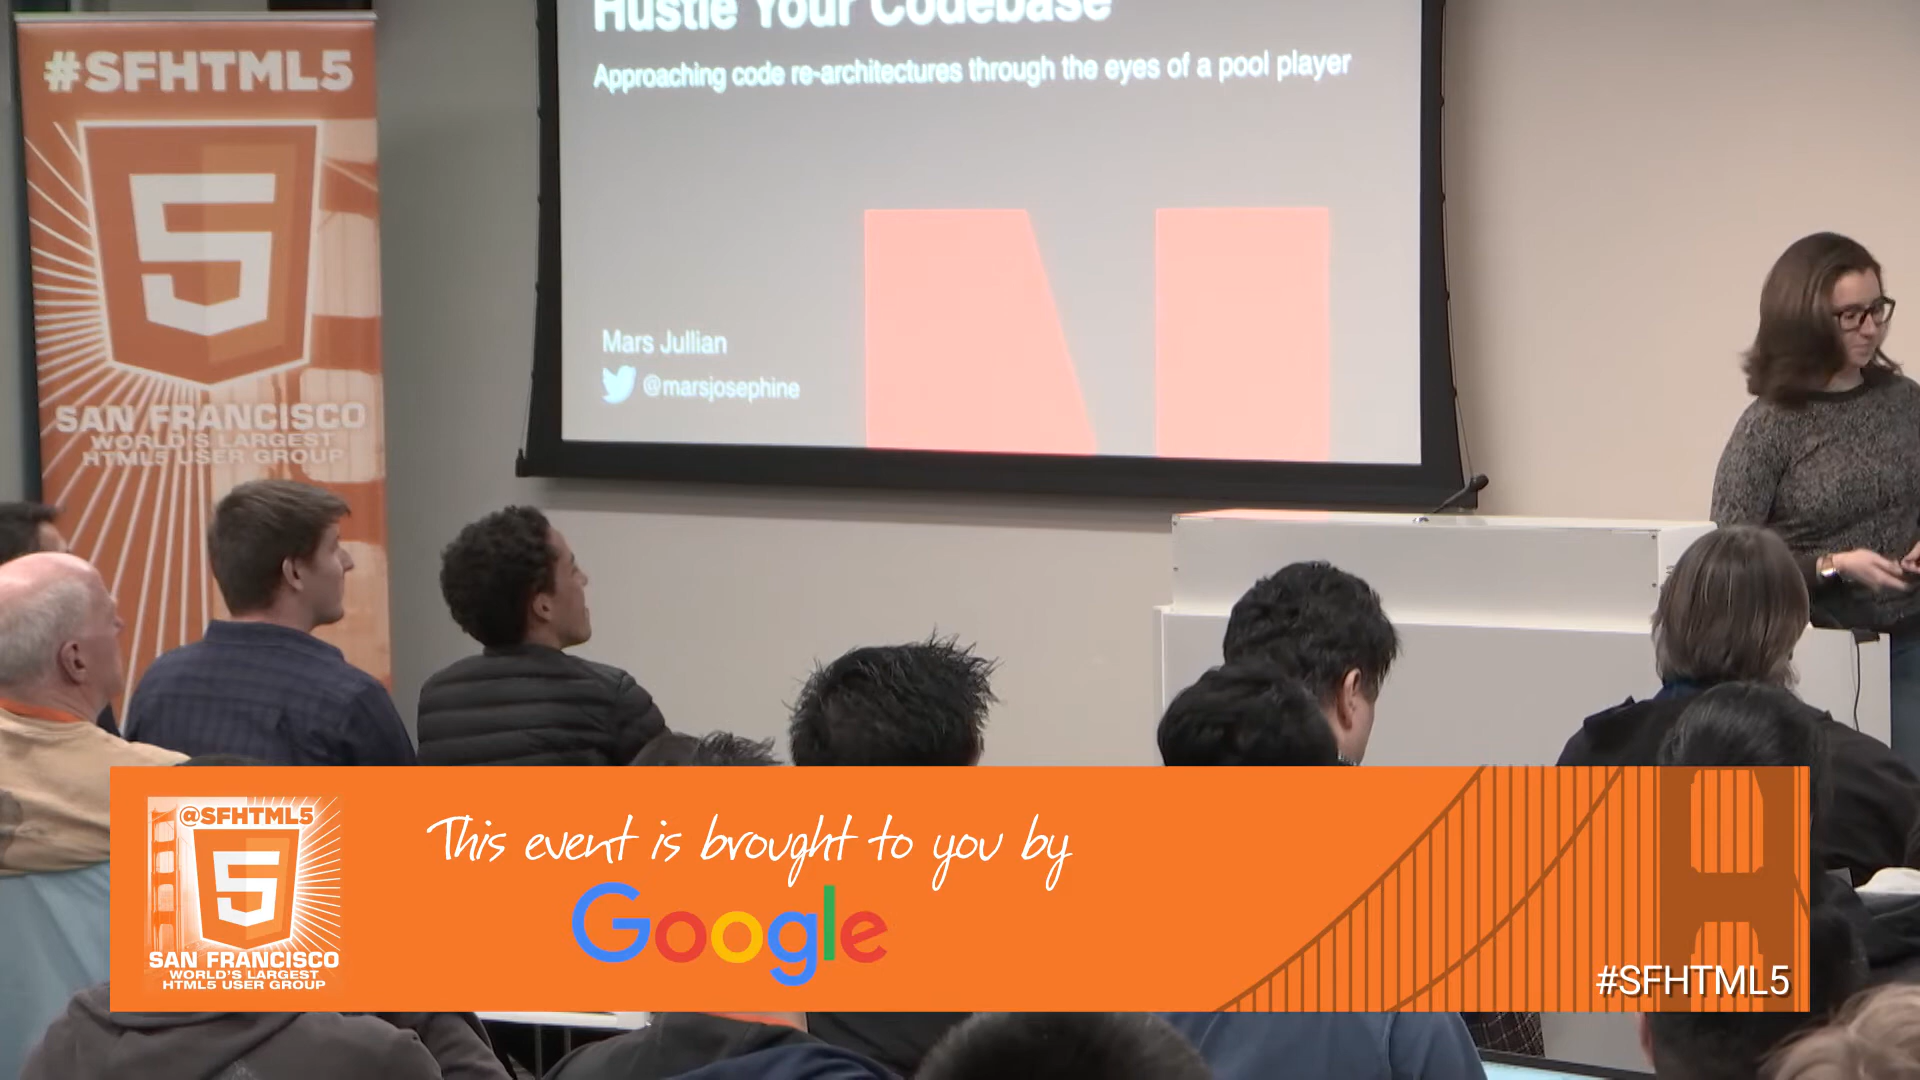 #SFHTML5
SAN FRANCISCO
WORLD'S LARGEST
HTML5 USER GROUP
Hustle Your Codebase
Approaching code re-architectures through the eyes of a pool player
Mars Jullian
@marsjosephine
@SFHTML5
SAN FRANCISCO
WORLD'S LARGEST
HTML5 USER GROUP
This event is brought to you by
Google
#SFHTML5